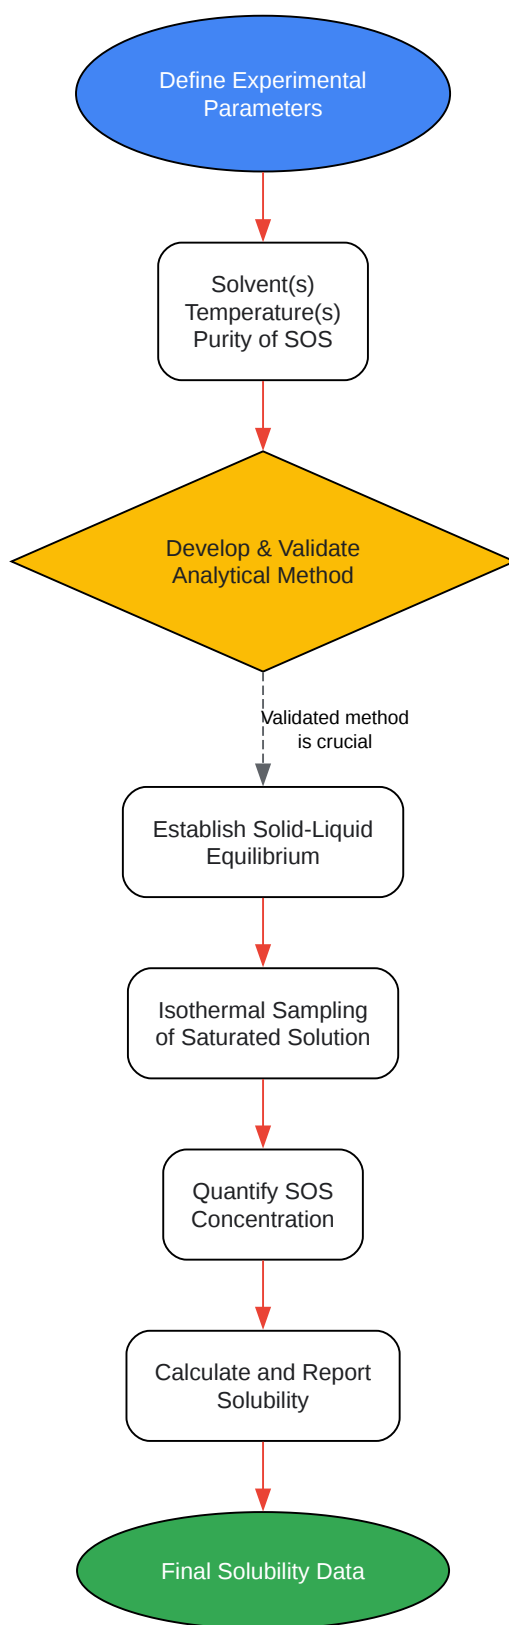 Define Experimental
Parameters
Solvent(s)
Temperature(s)
Purity of SOS
Develop & Validate
Analytical Method
Validated method
is crucial
Establish Solid-Liquid
Equilibrium
Isothermal Sampling
of Saturated Solution
Quantify SOS
Concentration
Calculate and Report
Solubility
Final Solubility Data